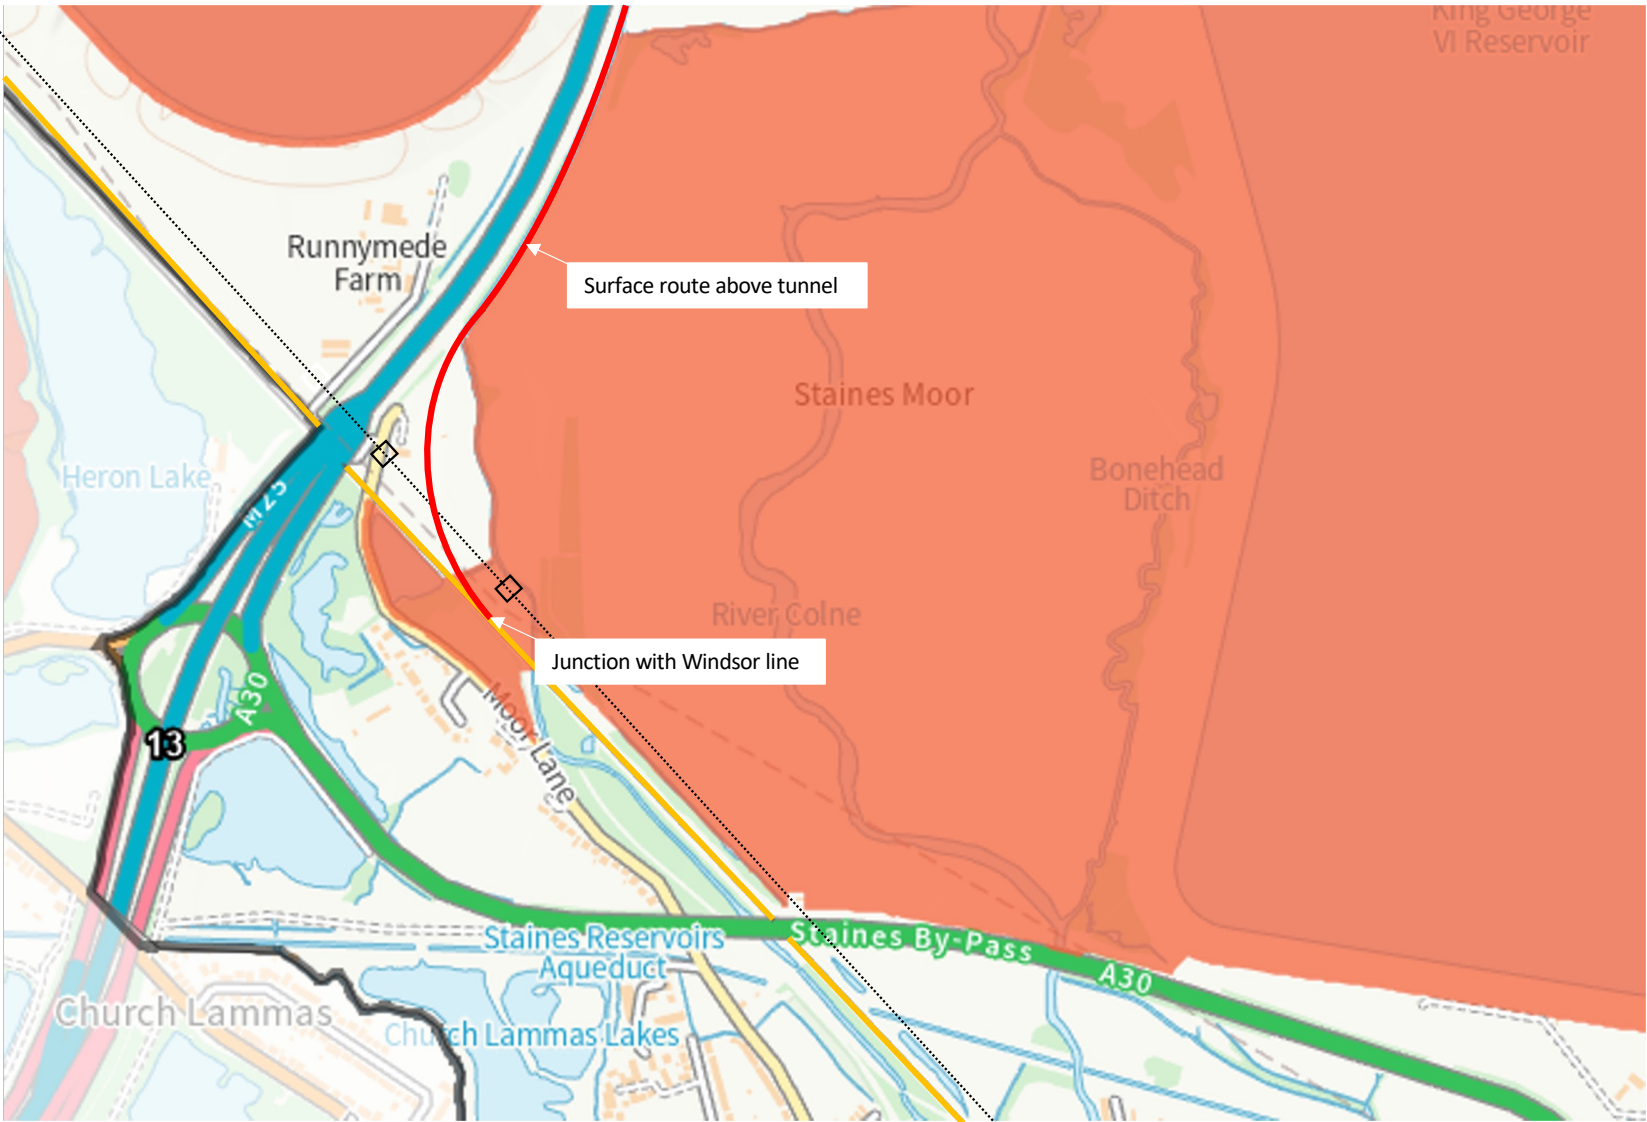 King George
VI Reservoir
Runnymede
Farm
Surface route above tunnel
Staines Moor
Heron Lake
M25
Bonehead
Ditch
River Colne
Junction with Windsor line
A30
Moor Lane
13
Staines Reservoirs
Aqueduct
Staines By-Pass
A30
Church Lammas
Church Lammas Lakes